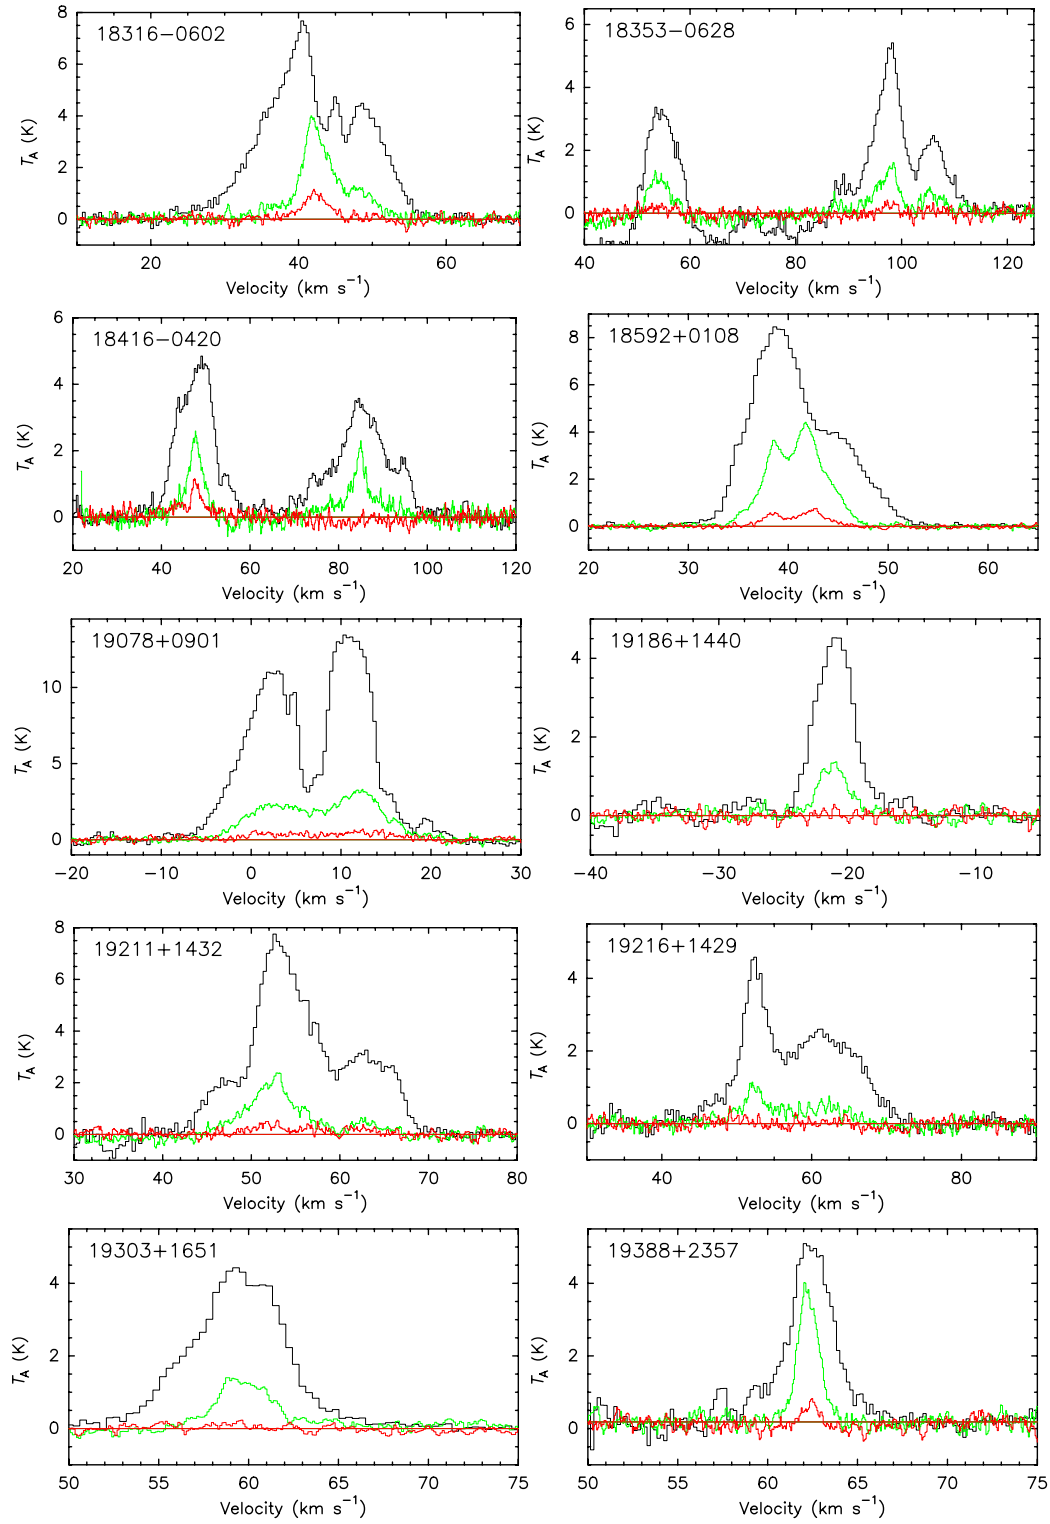 18316−0602
8
6
4
2
0
T_A (K)
20 40 60
Velocity (km s⁻¹)
18353−0628
6
4
2
0
T_A (K)
40 60 80 100 120
Velocity (km s⁻¹)
18416−0420
6
4
2
0
T_A (K)
20 40 60 80 100 120
Velocity (km s⁻¹)
18592+0108
8
6
4
2
0
T_A (K)
20 30 40 50 60
Velocity (km s⁻¹)
19078+0901
10
5
0
T_A (K)
−20 −10 0 10 20 30
Velocity (km s⁻¹)
19186+1440
4
2
0
T_A (K)
−40 −30 −20 −10
Velocity (km s⁻¹)
19211+1432
8
6
4
2
0
T_A (K)
30 40 50 60 70 80
Velocity (km s⁻¹)
19216+1429
4
2
0
T_A (K)
40 60 80
Velocity (km s⁻¹)
19303+1651
4
2
0
T_A (K)
50 55 60 65 70 75
Velocity (km s⁻¹)
19388+2357
4
2
0
T_A (K)
50 55 60 65 70 75
Velocity (km s⁻¹)